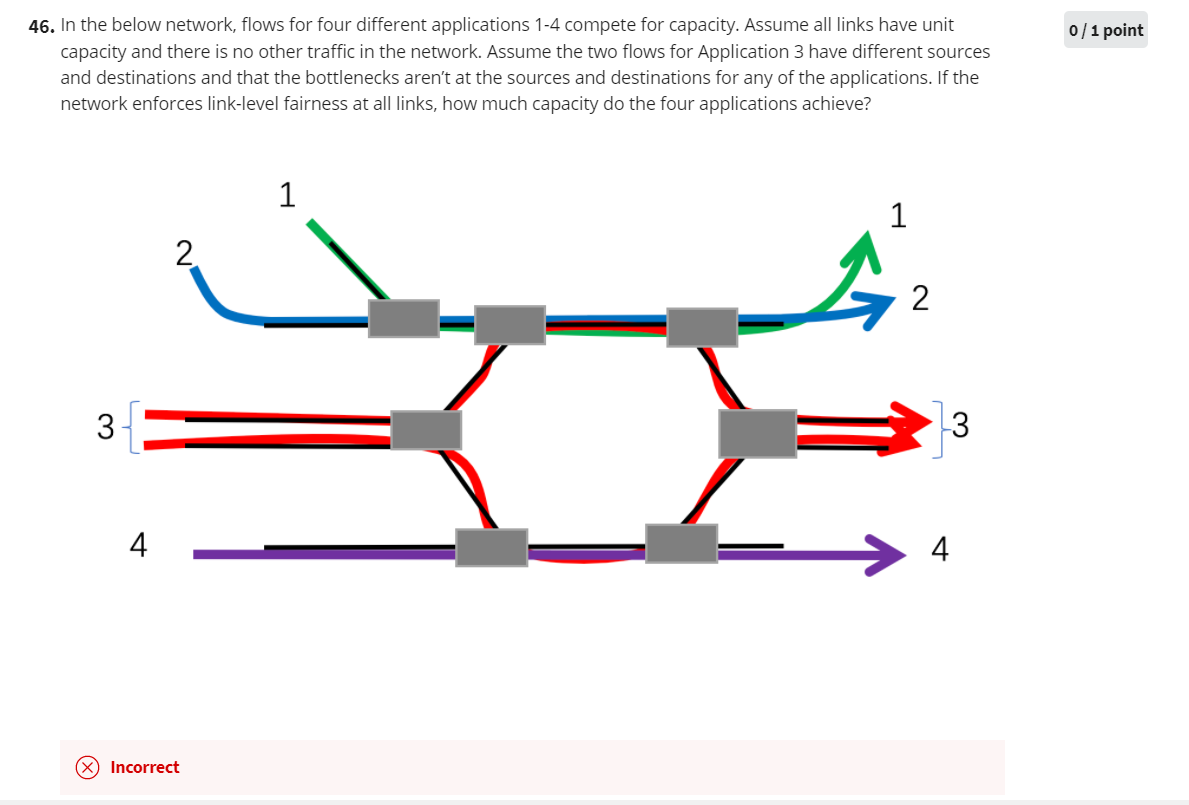 46. In the below network, flows for four different applications 1-4 compete for capacity. Assume all links have unit
0 / 1 point
capacity and there is no other traffic in the network. Assume the two flows for Application 3 have different sources
and destinations and that the bottlenecks aren’t at the sources and destinations for any of the applications. If the
network enforces link-level fairness at all links, how much capacity do the four applications achieve?
1
1
2
2
3
3
4
4
Incorrect